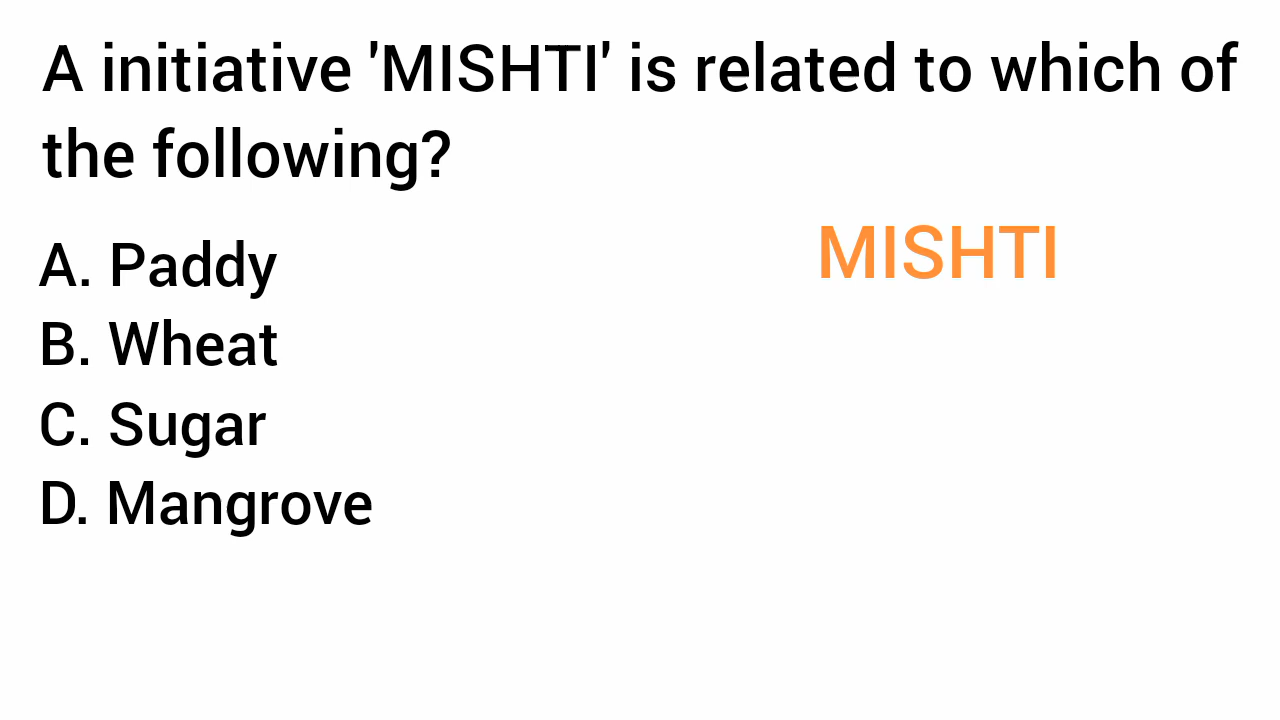 A initiative 'MISHTI' is related to which of
the following?
MISHTI
A. Paddy
B. Wheat
C. Sugar
D. Mangrove